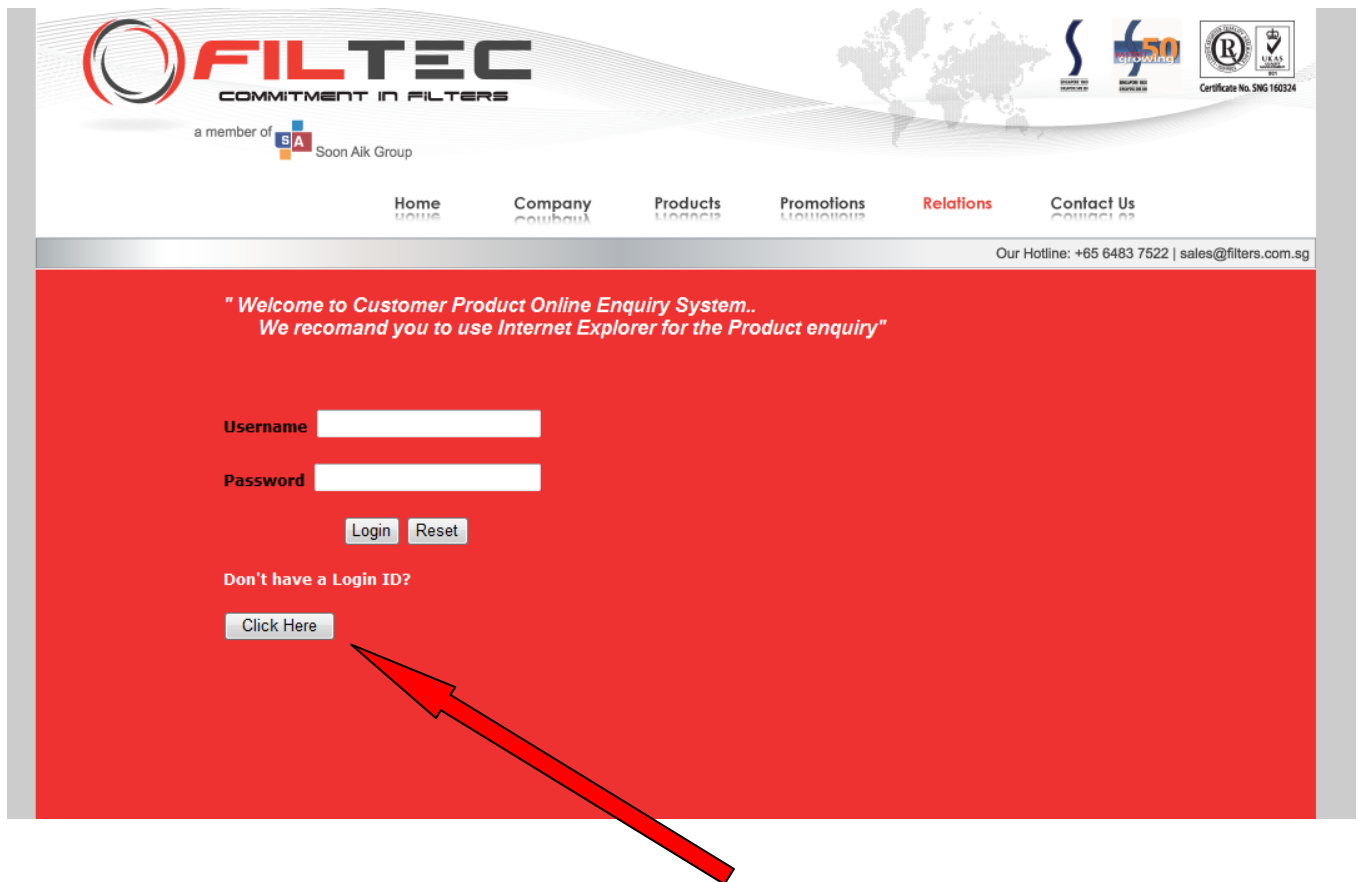 FILTEC
COMMITMENT IN FILTERS
a member of SA Soon Aik Group
50
growing
R
UKAS
Certificate No. SNG 160324
Home Company Products Promotions Relations Contact Us
Our Hotline: +65 6483 7522 | sales@filters.com.sg
" Welcome to Customer Product Online Enquiry System..
We recomand you to use Internet Explorer for the Product enquiry"
Username
Password
Login Reset
Don't have a Login ID?
Click Here